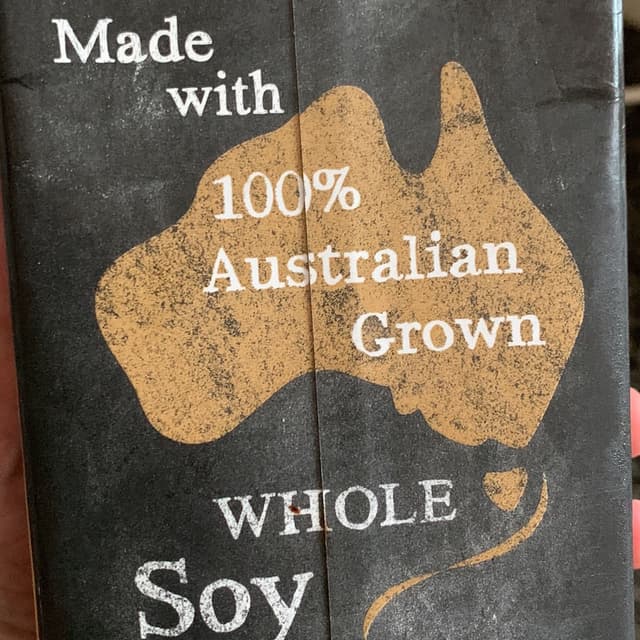 Made
with
100%
Australian
Grown
WHOLE
Soy